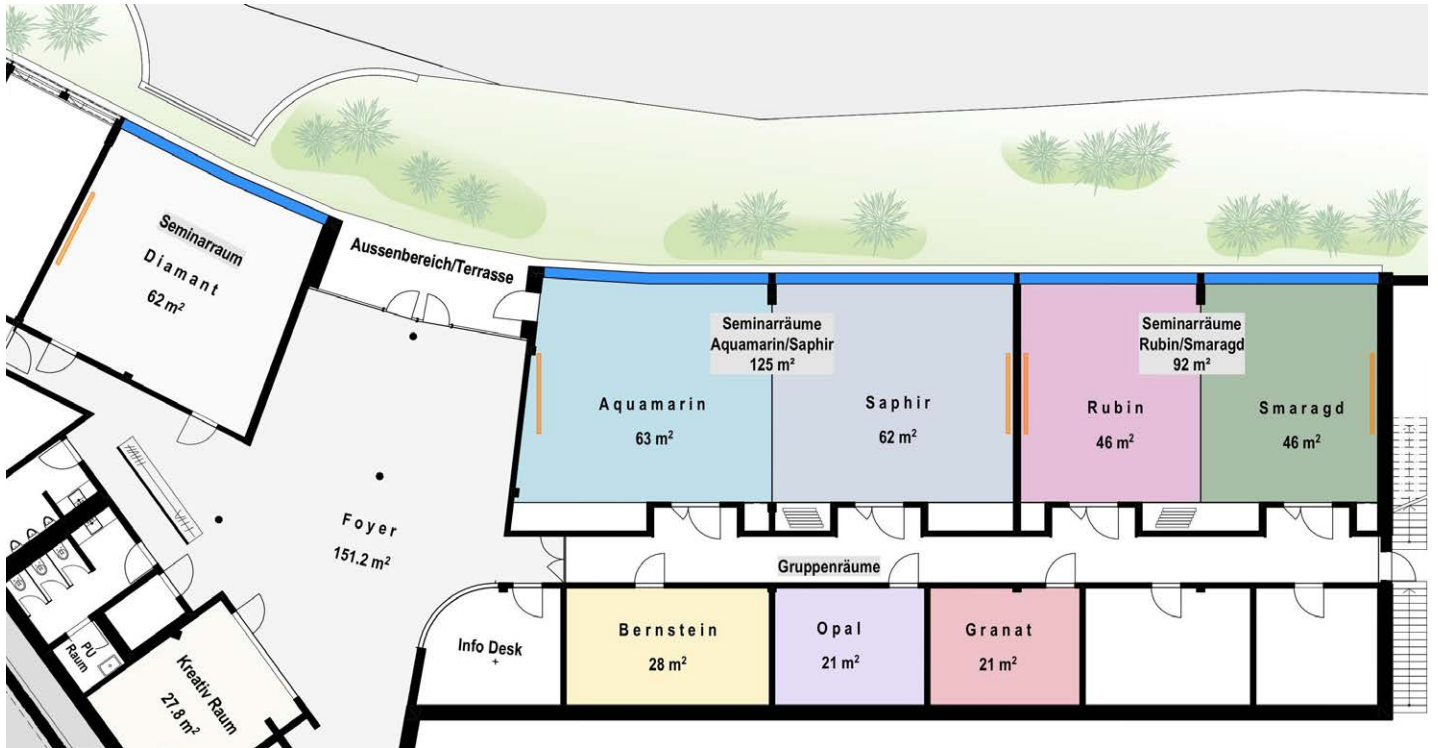 Seminarraum
Diamant
62 m²
Aussenbereich/Terrasse
Seminarräume
Aquamarin/Saphir
125 m²
Seminarräume
Rubin/Smaragd
92 m²
Aquamarin
63 m²
Saphir
62 m²
Rubin
46 m²
Smaragd
46 m²
Foyer
151.2 m²
Gruppenräume
Info Desk
Bernstein
28 m²
Opal
21 m²
Granat
21 m²
PU
Raum
Kreativ Raum
27.8 m²